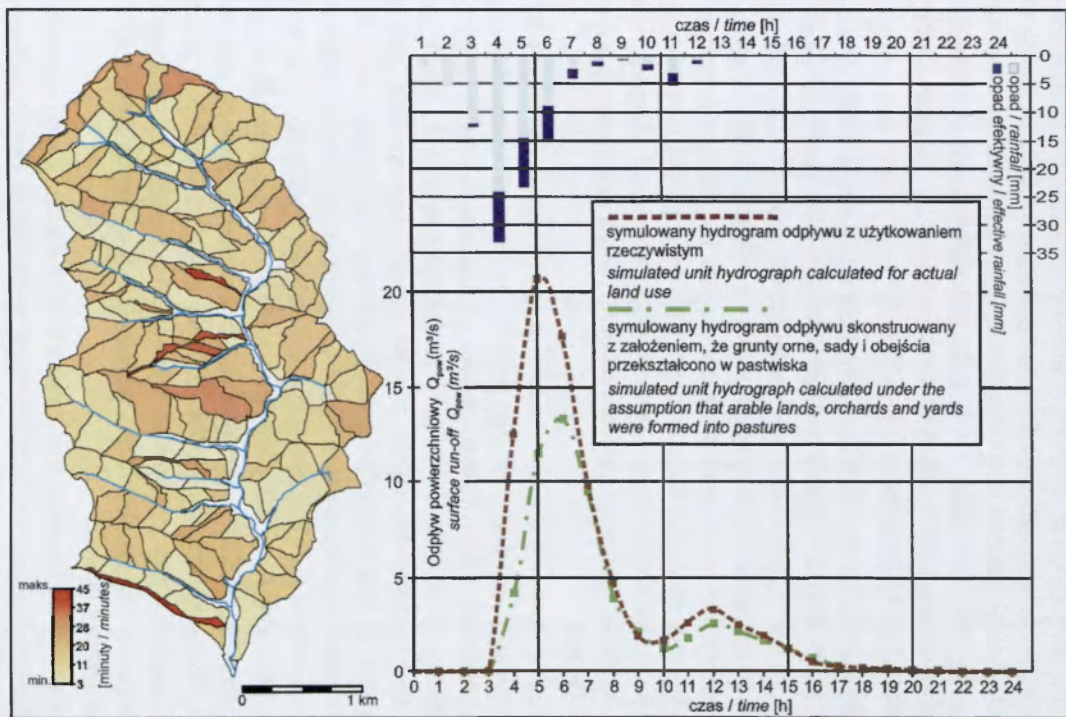 czas / time [h]
1 2 3 4 5 6 7 8 9 10 11 12 13 14 15 16 17 18 19 20 21 22 23 24
0
5
10
15
20
25
30
35
opad / rainfall [mm]
opad efektywny / effective rainfall [mm]
symulowany hydrogram odpływu z użytkowaniem
rzeczywistym
simulated unit hydrograph calculated for actual
land use
symulowany hydrogram odpływu skonstruowany
z założeniem, że grunty orne, sady i obejścia
przekształcono w pastwiska
simulated unit hydrograph calculated under the
assumption that arable lands, orchards and yards
were formed into pastures
20
15
10
5
0
Odpływ powierzchniowy Qpow (m³/s)
surface run-off Qpow (m³/s)
0 1 2 3 4 5 6 7 8 9 10 11 12 13 14 15 16 17 18 19 20 21 22 23 24
czas / time [h]
maks.
min.
45
37
28
20
11
3
[minuty / minutes]
0 1 km